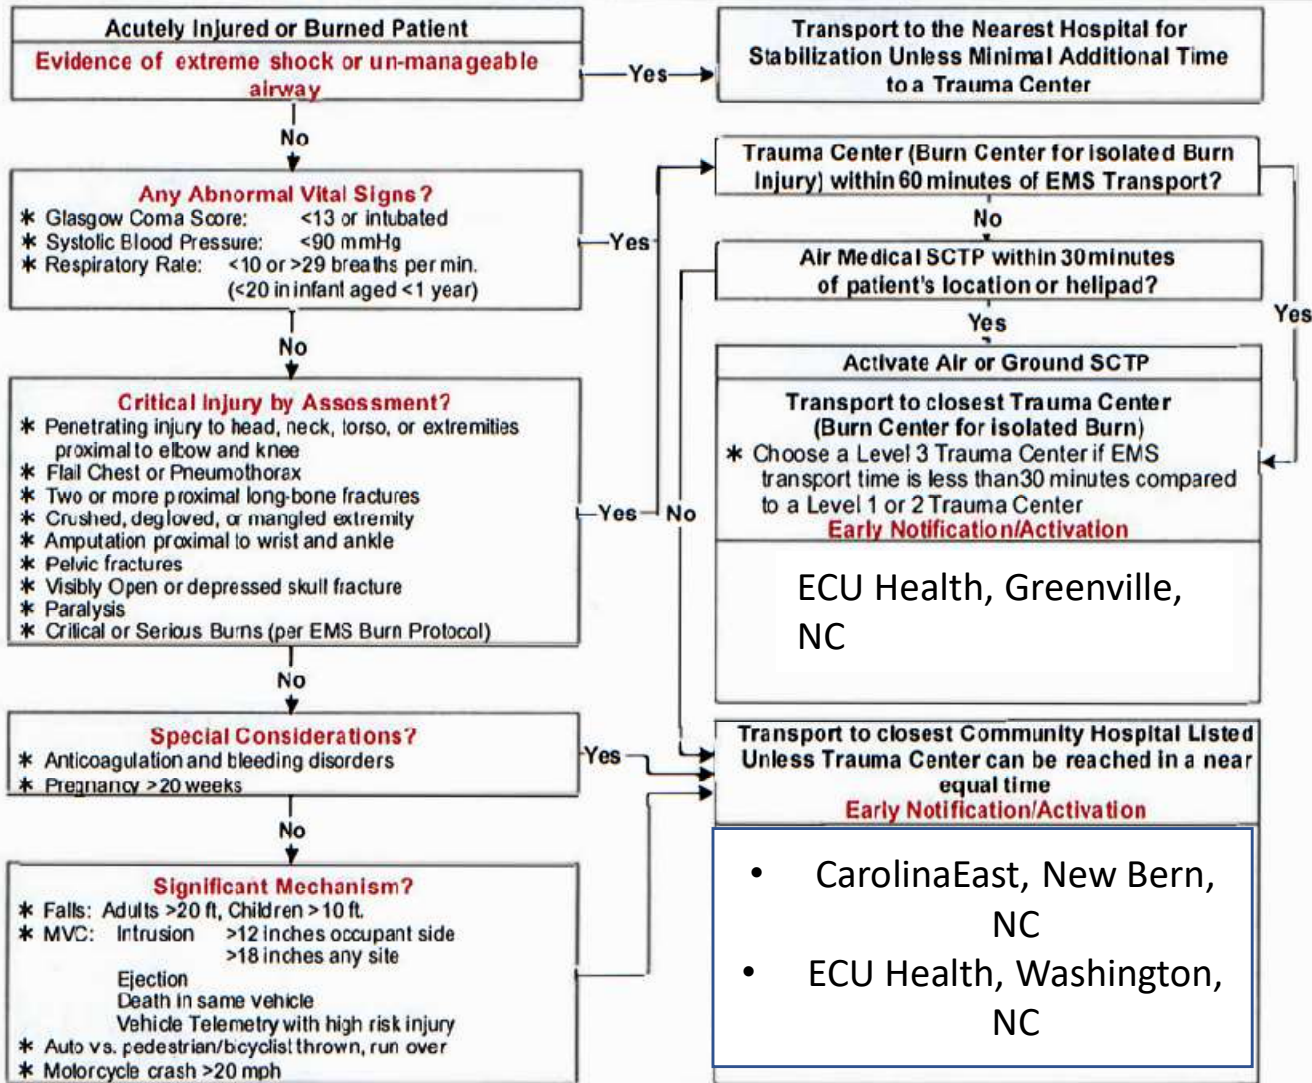 Acutely Injured or Burned Patient
Evidence of extreme shock or un-manageable
airway
Yes
Transport to the Nearest Hospital for
Stabilization Unless Minimal Additional Time
to a Trauma Center
No
Any Abnormal Vital Signs?
* Glasgow Coma Score: <13 or intubated
* Systolic Blood Pressure: <90 mmHg
* Respiratory Rate: <10 or >29 breaths per min.
(<20 in infant aged <1 year)
Yes
Trauma Center (Burn Center for isolated Burn
Injury) within 60 minutes of EMS Transport?
No
Yes
Air Medical SCTP within 30 minutes
of patient's location or helipad?
Yes
No
No
Critical Injury by Assessment?
* Penetrating injury to head, neck, torso, or extremities
proximal to elbow and knee
* Flail Chest or Pneumothorax
* Two or more proximal long-bone fractures
* Crushed, degloved, or mangled extremity
* Amputation proximal to wrist and ankle
* Pelvic fractures
* Visibly Open or depressed skull fracture
* Paralysis
* Critical or Serious Burns (per EMS Burn Protocol)
Yes
Activate Air or Ground SCTP
Transport to closest Trauma Center
(Burn Center for isolated Burn)
* Choose a Level 3 Trauma Center if EMS
transport time is less than 30 minutes compared
to a Level 1 or 2 Trauma Center
Early Notification/Activation
ECU Health, Greenville,
NC
No
Special Considerations?
* Anticoagulation and bleeding disorders
* Pregnancy >20 weeks
Yes
Transport to closest Community Hospital Listed
Unless Trauma Center can be reached in a near
equal time
Early Notification/Activation
• CarolinaEast, New Bern,
NC
• ECU Health, Washington,
NC
No
Significant Mechanism?
* Falls: Adults >20 ft, Children >10 ft.
* MVC: Intrusion >12 inches occupant side
>18 inches any site
Ejection
Death in same vehicle
Vehicle Telemetry with high risk injury
* Auto vs. pedestrian/bicyclist thrown, run over
* Motorcycle crash >20 mph